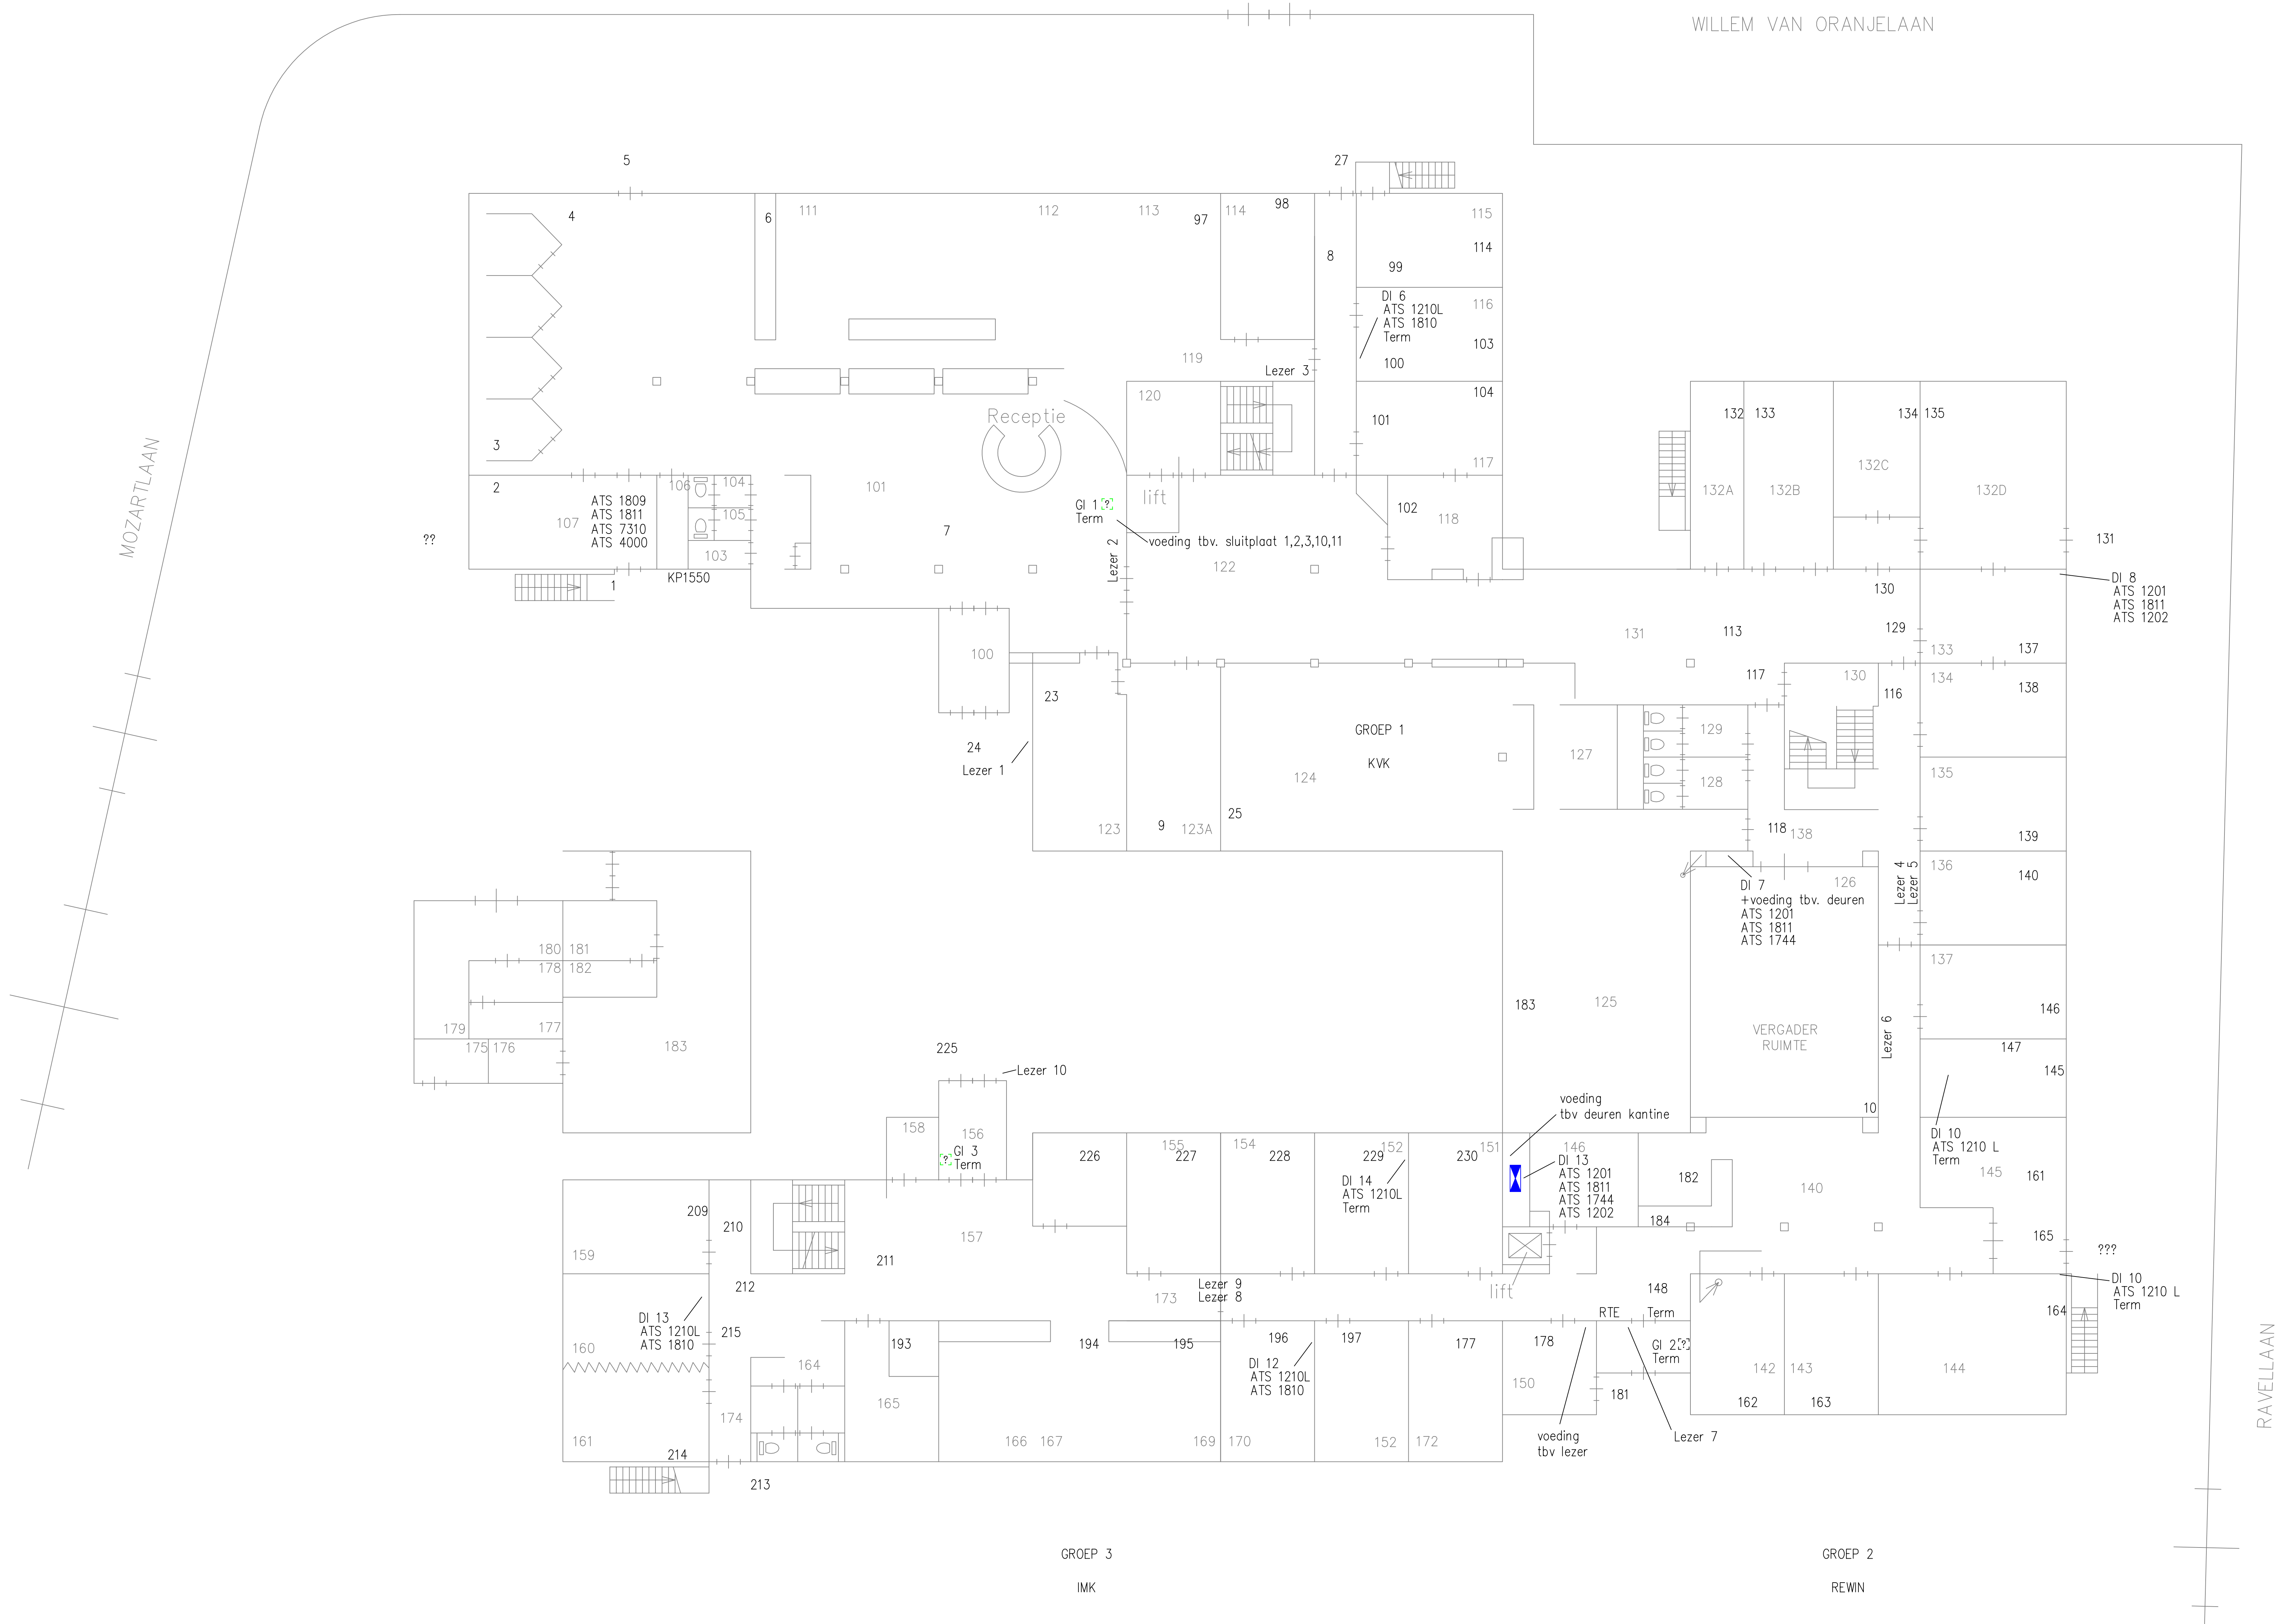 WILLEM VAN ORANJELAAN
5
27
4
6
111
112
113
97
114
98
8
115
114
99
DI 6
ATS 1210L
ATS 1810
Term
116
103
100
119
Lezer 3
120
104
101
117
Receptie
3
MOZARTLAAN
??
2
107
ATS 1809
ATS 1811
ATS 7310
ATS 4000
106
104
105
103
KP1550
1
101
7
GI 1
?
Term
lift
voeding tbv. sluitplaat 1,2,3,10,11
Lezer 2
122
102
118
132
133
134
135
132A
132B
132C
132D
131
DI 8
ATS 1201
ATS 1811
ATS 1202
130
129
113
131
133
137
100
23
24
Lezer 1
123
9
123A
25
GROEP 1
KVK
124
127
129
128
117
130
116
134
138
135
139
118
138
DI 7
+voeding tbv. deuren
ATS 1201
ATS 1811
ATS 1744
126
Lezer 4
Lezer 5
136
140
137
146
Lezer 6
147
145
183
125
VERGADER
RUIMTE
10
DI 10
ATS 1210 L
Term
145
161
180
181
178
182
179
177
175
176
183
225
Lezer 10
158
156
GI 3
?
Term
226
155
227
154
228
152
229
151
230
DI 14
ATS 1210L
Term
voeding
tbv deuren kantine
146
DI 13
ATS 1201
ATS 1811
ATS 1744
ATS 1202
182
184
140
165
???
DI 10
ATS 1210 L
Term
164
209
210
159
157
211
212
DI 13
ATS 1210L
ATS 1810
215
160
164
161
214
174
213
193
165
194
195
166
167
169
173
Lezer 9
Lezer 8
196
197
DI 12
ATS 1210L
ATS 1810
170
152
172
177
178
150
lift
148
RTE
Term
GI 2
?
Term
181
voeding
tbv lezer
Lezer 7
142
143
144
162
163
RAVELLAAN
GROEP 3
IMK
GROEP 2
REWIN